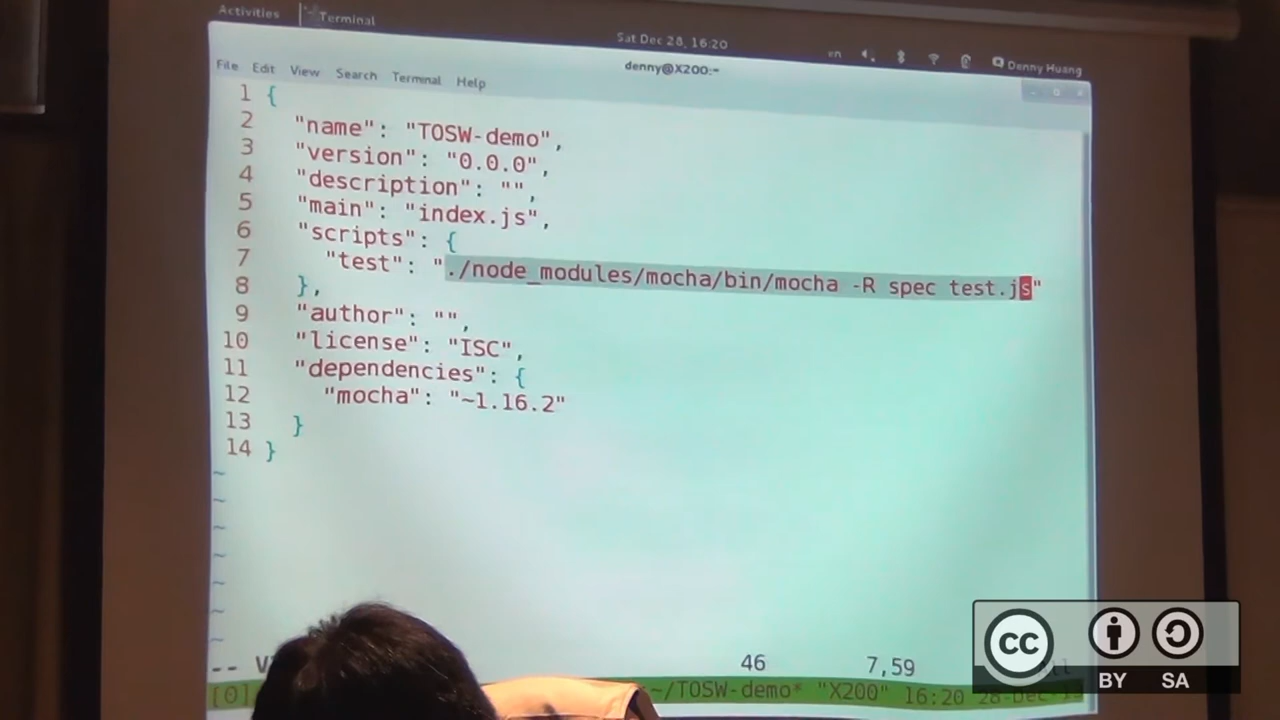 Activities Terminal
Sat Dec 28, 16:20
en
Denny Huang
denny@X200:~
File Edit View Search Terminal Help
1 {
2 "name": "TOSW-demo",
3 "version": "0.0.0",
4 "description": "",
5 "main": "index.js",
6 "scripts": {
7 "test": "./node_modules/mocha/bin/mocha -R spec test.js"
8 },
9 "author": "",
10 "license": "ISC",
11 "dependencies": {
12 "mocha": "~1.16.2"
13 }
14 }
~
~
~
~
~
~
~
-- 46 7,59
[0] ~/TOSW-demo* "X200" 16:20
cc
BY SA